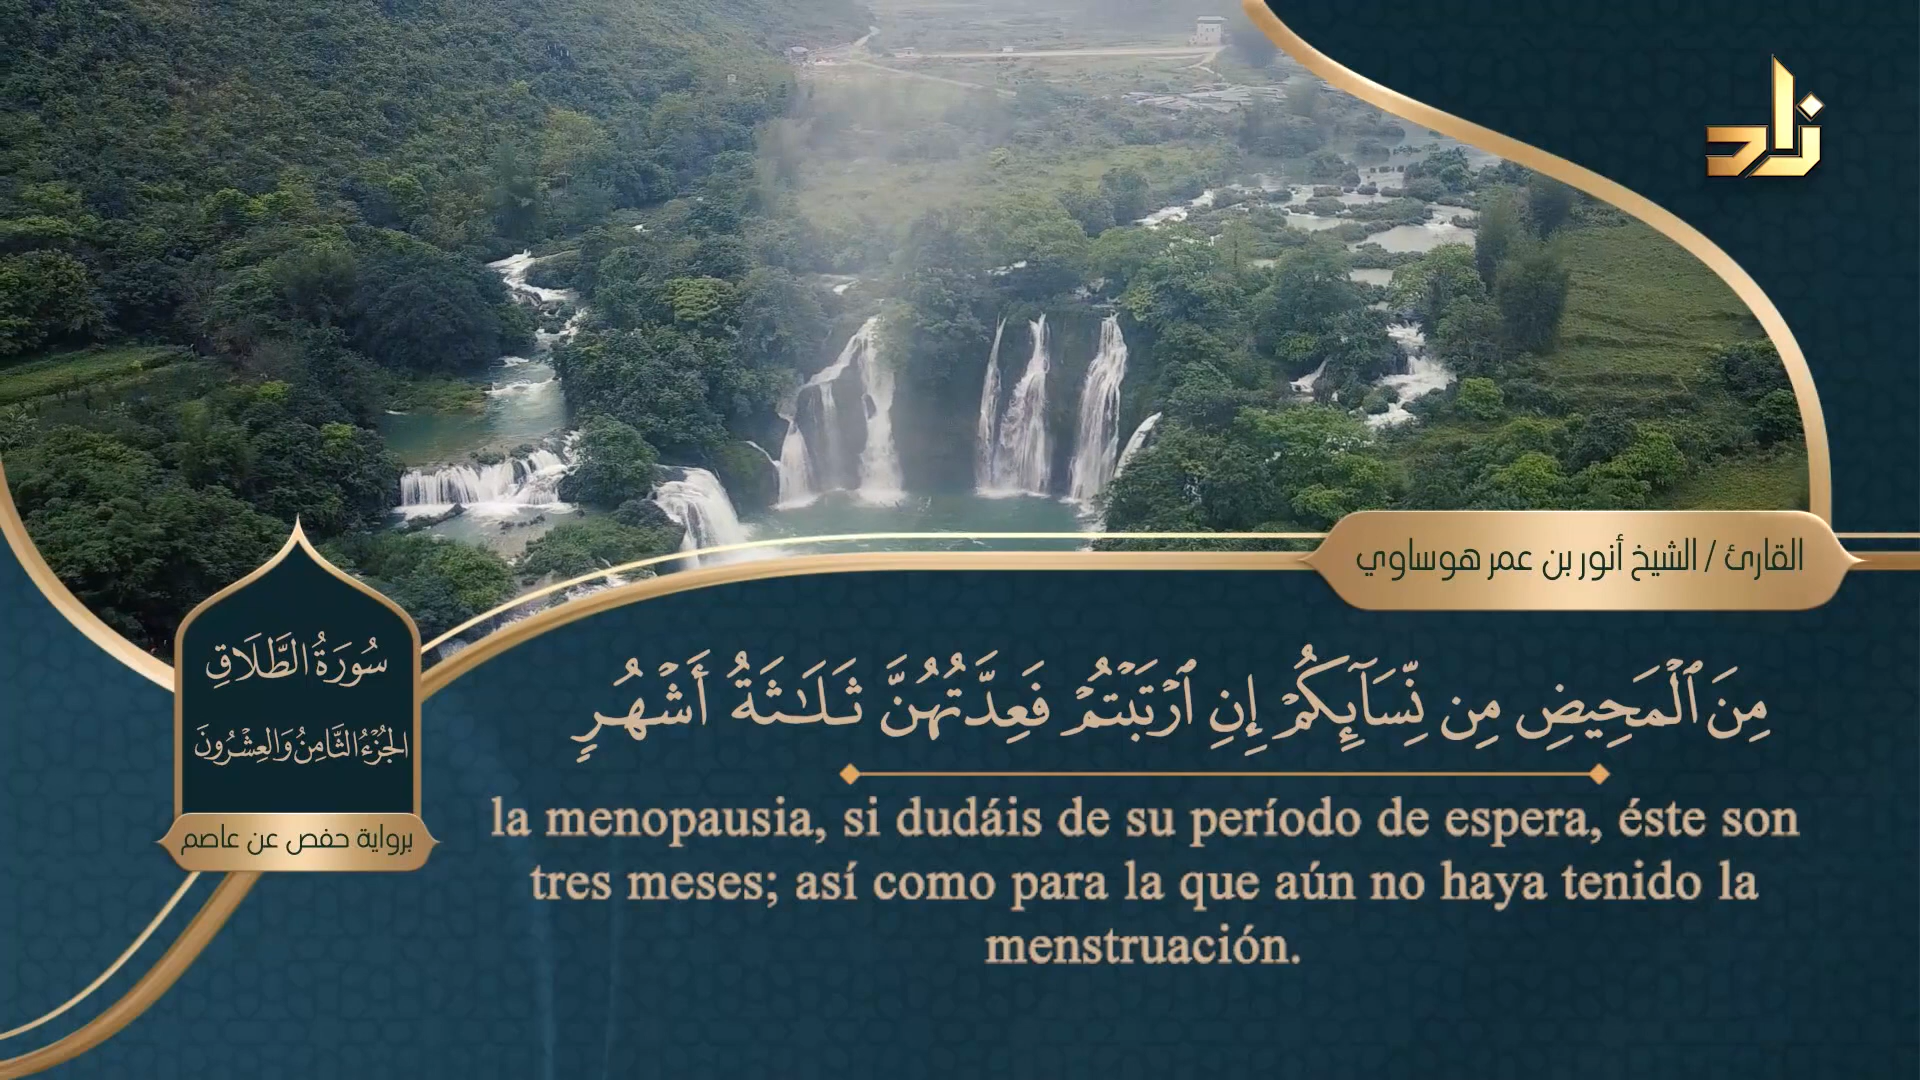 زاد
القارئ / الشيخ أنور بن عمر هوساوي
سُورَةُ الطَّلَاقِ
الجُزْءُ الثَّامِنُ وَالعِشْرُونَ
برواية حفص عن عاصم
مِنَ ٱلْمَحِيضِ مِن نِّسَآئِكُمْ إِنِ ٱرْتَبْتُمْ فَعِدَّتُهُنَّ ثَلَـٰثَةُ أَشْهُرٍ
la menopausia, si dudáis de su período de espera, éste son
tres meses; así como para la que aún no haya tenido la
menstruación.